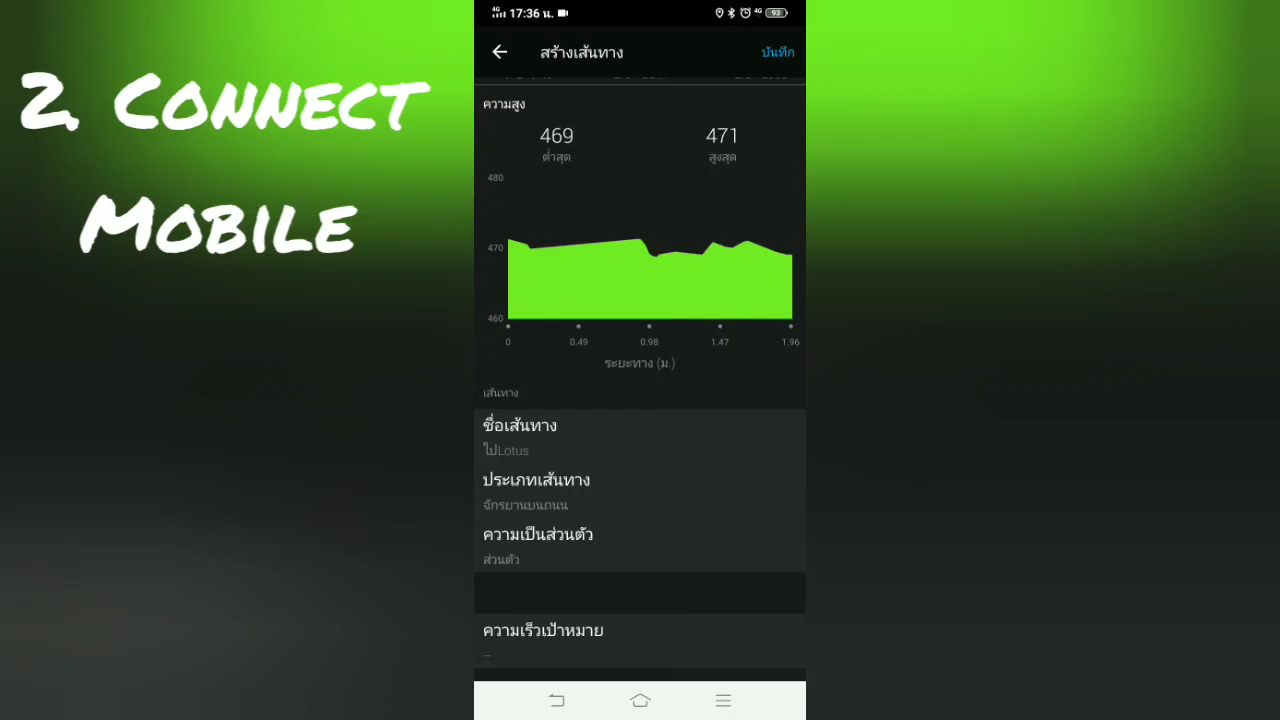 2. Connect
Mobile
4G 17:36 น. 4G 93
สร้างเส้นทาง บันทึก
ความสูง
469 471
ต่ำสุด สูงสุด
480
470
460
0 0.49 0.98 1.47 1.96
ระยะทาง (ม.)
เส้นทาง
ชื่อเส้นทาง
ไปLotus
ประเภทเส้นทาง
จักรยานบนถนน
ความเป็นส่วนตัว
ส่วนตัว
ความเร็วเป้าหมาย
--